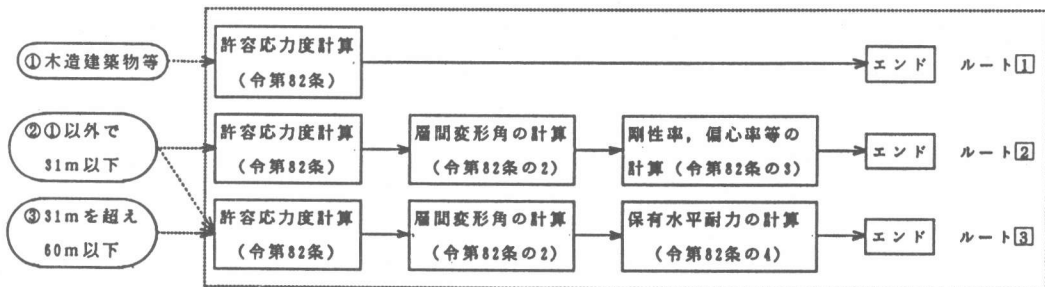 ①木造建築物等
許容応力度計算
(令第82条)
エンド
ルート1
②①以外で
31m以下
許容応力度計算
(令第82条)
層間変形角の計算
(令第82条の2)
剛性率，偏心率等の
計算(令第82条の3)
エンド
ルート2
③31mを超え
60m以下
許容応力度計算
(令第82条)
層間変形角の計算
(令第82条の2)
保有水平耐力の計算
(令第82条の4)
エンド
ルート3